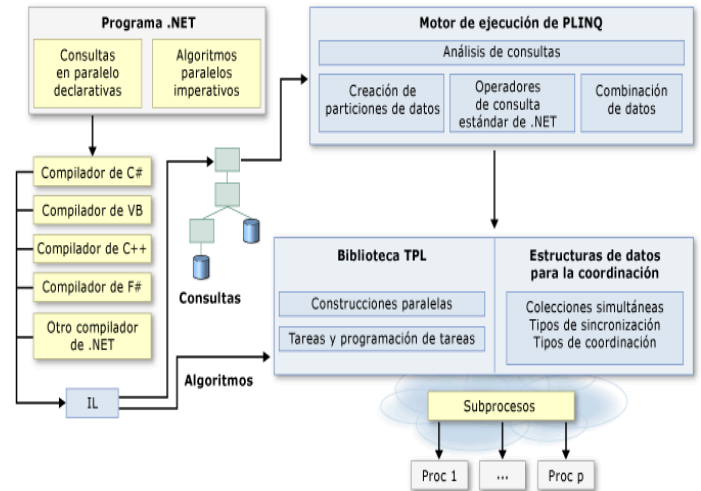 Programa .NET
Consultas
en paralelo
declarativas
Algoritmos
paralelos
imperativos
Compilador de C#
Compilador de VB
Compilador de C++
Compilador de F#
Otro compilador
de .NET
IL
Consultas
Algoritmos
Motor de ejecución de PLINQ
Análisis de consultas
Creación de
particiones de datos
Operadores
de consulta
estándar de .NET
Combinación
de datos
Biblioteca TPL
Construcciones paralelas
Tareas y programación de tareas
Estructuras de datos
para la coordinación
Colecciones simultáneas
Tipos de sincronización
Tipos de coordinación
Subprocesos
Proc 1
...
Proc p